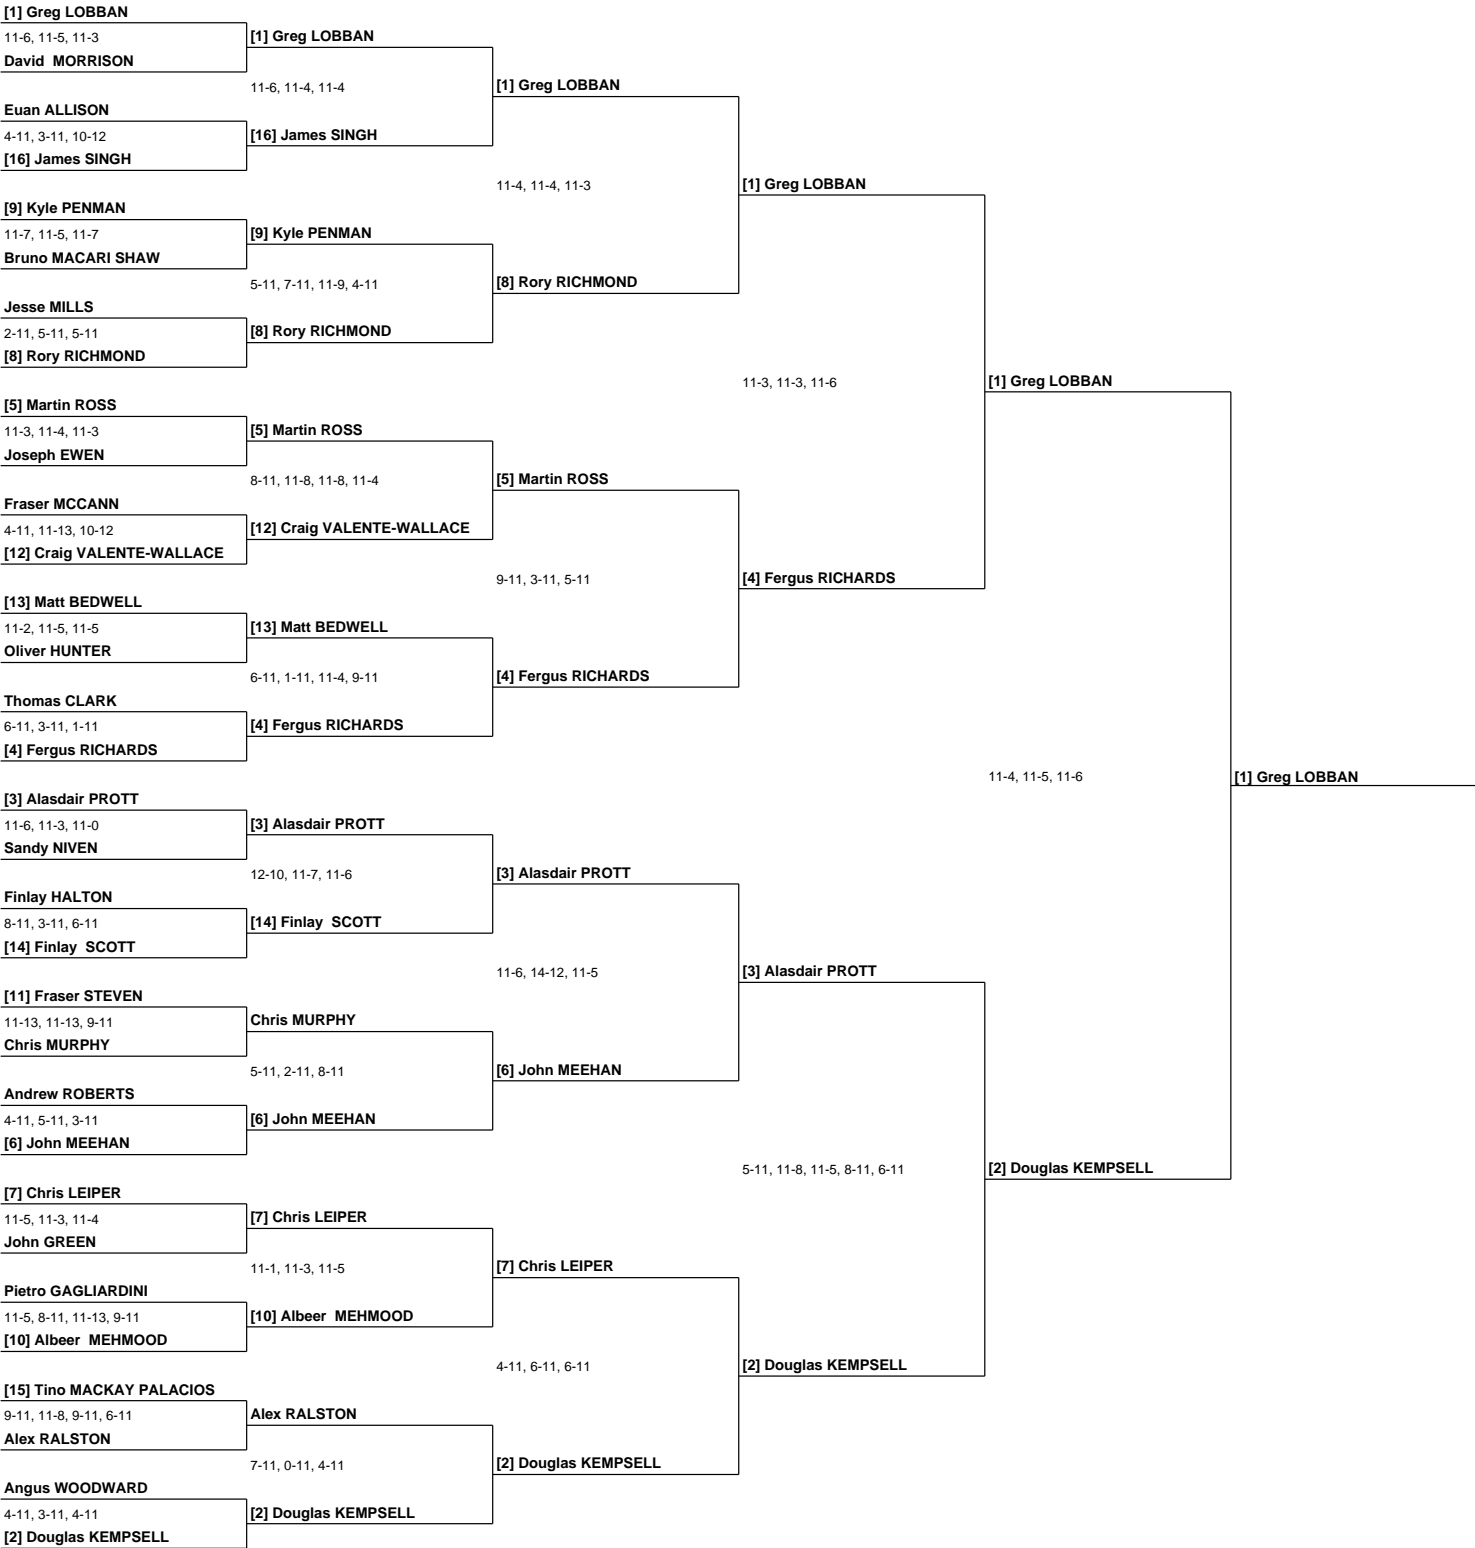 [1] Greg LOBBAN
11-6, 11-5, 11-3
David  MORRISON
Euan ALLISON
4-11, 3-11, 10-12
[16] James SINGH
[9] Kyle PENMAN
11-7, 11-5, 11-7
Bruno MACARI SHAW
Jesse MILLS
2-11, 5-11, 5-11
[8] Rory RICHMOND
[5] Martin ROSS
11-3, 11-4, 11-3
Joseph EWEN
Fraser MCCANN
4-11, 11-13, 10-12
[12] Craig VALENTE-WALLACE
[13] Matt BEDWELL
11-2, 11-5, 11-5
Oliver HUNTER
Thomas CLARK
6-11, 3-11, 1-11
[4] Fergus RICHARDS
[3] Alasdair PROTT
11-6, 11-3, 11-0
Sandy NIVEN
Finlay HALTON
8-11, 3-11, 6-11
[14] Finlay  SCOTT
[11] Fraser STEVEN
11-13, 11-13, 9-11
Chris MURPHY
Andrew ROBERTS
4-11, 5-11, 3-11
[6] John MEEHAN
[7] Chris LEIPER
11-5, 11-3, 11-4
John GREEN
Pietro GAGLIARDINI
11-5, 8-11, 11-13, 9-11
[10] Albeer  MEHMOOD
[15] Tino MACKAY PALACIOS
9-11, 11-8, 9-11, 6-11
Alex RALSTON
Angus WOODWARD
4-11, 3-11, 4-11
[2] Douglas KEMPSELL
[1] Greg LOBBAN
11-6, 11-4, 11-4
[16] James SINGH
[9] Kyle PENMAN
5-11, 7-11, 11-9, 4-11
[8] Rory RICHMOND
[5] Martin ROSS
8-11, 11-8, 11-8, 11-4
[12] Craig VALENTE-WALLACE
[13] Matt BEDWELL
6-11, 1-11, 11-4, 9-11
[4] Fergus RICHARDS
[3] Alasdair PROTT
12-10, 11-7, 11-6
[14] Finlay  SCOTT
Chris MURPHY
5-11, 2-11, 8-11
[6] John MEEHAN
[7] Chris LEIPER
11-1, 11-3, 11-5
[10] Albeer  MEHMOOD
Alex RALSTON
7-11, 0-11, 4-11
[2] Douglas KEMPSELL
[1] Greg LOBBAN
11-4, 11-4, 11-3
[8] Rory RICHMOND
[5] Martin ROSS
9-11, 3-11, 5-11
[4] Fergus RICHARDS
[3] Alasdair PROTT
11-6, 14-12, 11-5
[6] John MEEHAN
[7] Chris LEIPER
4-11, 6-11, 6-11
[2] Douglas KEMPSELL
[1] Greg LOBBAN
11-3, 11-3, 11-6
[4] Fergus RICHARDS
[3] Alasdair PROTT
5-11, 11-8, 11-5, 8-11, 6-11
[2] Douglas KEMPSELL
[1] Greg LOBBAN
11-4, 11-5, 11-6
[2] Douglas KEMPSELL
[1] Greg LOBBAN